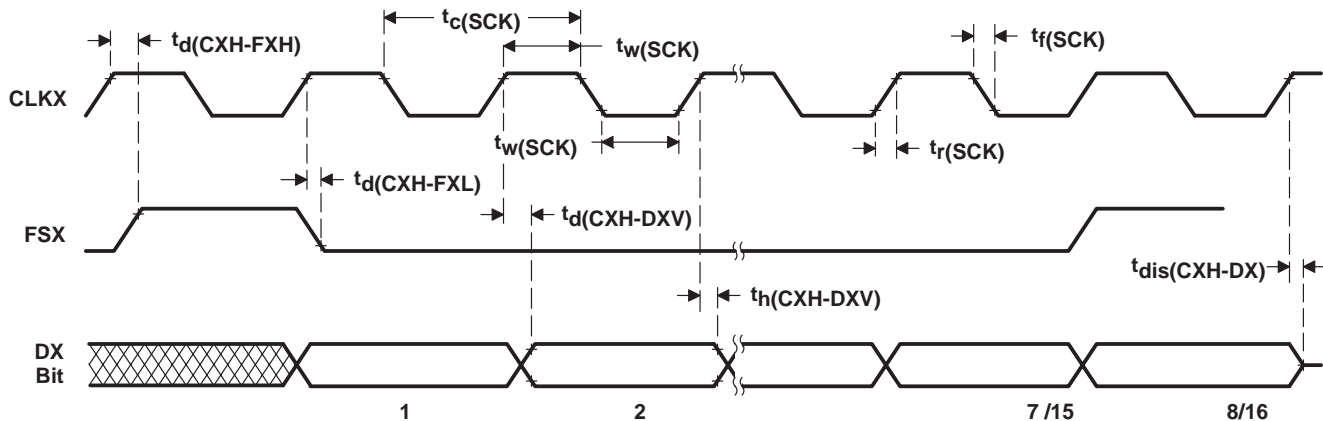 tc(SCK)
td(CXH-FXH)
tw(SCK)
tf(SCK)
CLKX
tw(SCK)
tr(SCK)
td(CXH-FXL)
td(CXH-DXV)
FSX
tdis(CXH-DX)
th(CXH-DXV)
DX
Bit
1 2 7 /15 8/16